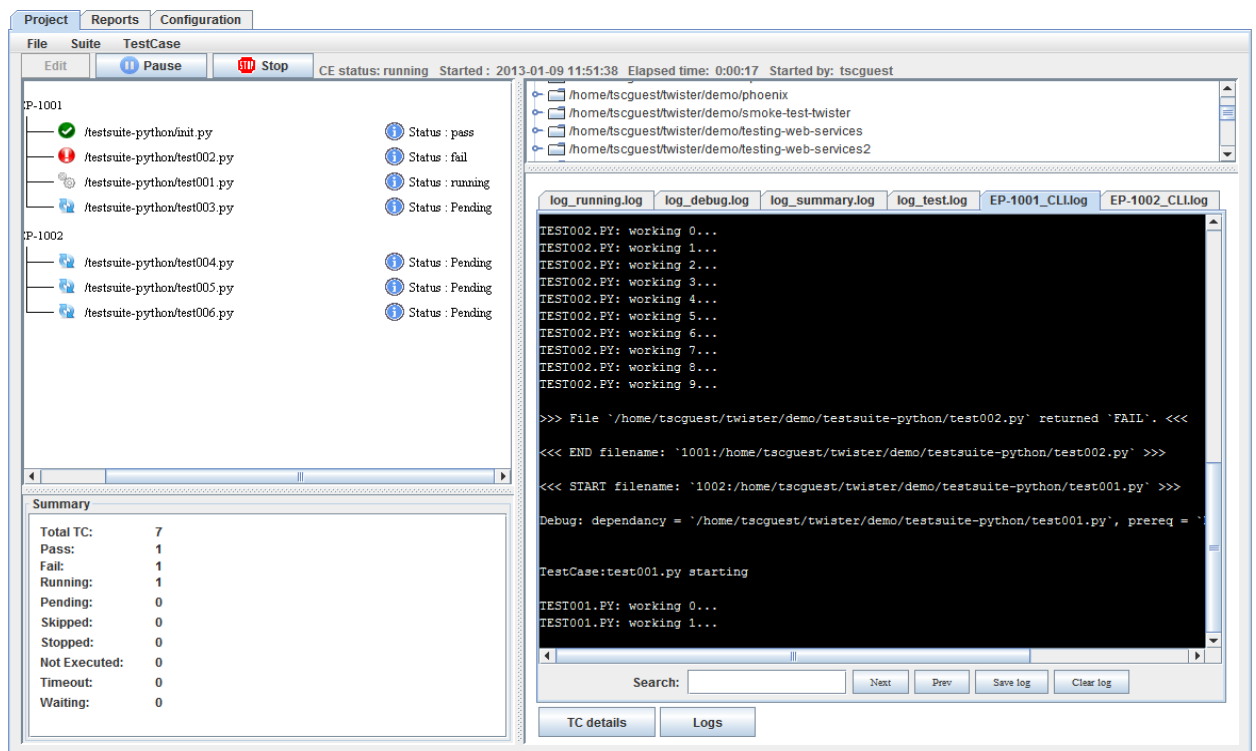 Project Reports Configuration
File Suite TestCase
Edit Pause STOP Stop CE status: running Started : 2013-01-09 11:51:38 Elapsed time: 0:00:17 Started by: tscguest
EP-1001
/testsuite-python/init.py Status : pass
/testsuite-python/test002.py Status : fail
/testsuite-python/test001.py Status : running
/testsuite-python/test003.py Status : Pending
EP-1002
/testsuite-python/test004.py Status : Pending
/testsuite-python/test005.py Status : Pending
/testsuite-python/test006.py Status : Pending
Summary
Total TC: 7
Pass: 1
Fail: 1
Running: 1
Pending: 0
Skipped: 0
Stopped: 0
Not Executed: 0
Timeout: 0
Waiting: 0
/home/tscguest/twister/demo/phoenix
/home/tscguest/twister/demo/smoke-test-twister
/home/tscguest/twister/demo/testing-web-services
/home/tscguest/twister/demo/testing-web-services2
log_running.log log_debug.log log_summary.log log_test.log EP-1001_CLI.log EP-1002_CLI.log
TEST002.PY: working 0...
TEST002.PY: working 1...
TEST002.PY: working 2...
TEST002.PY: working 3...
TEST002.PY: working 4...
TEST002.PY: working 5...
TEST002.PY: working 6...
TEST002.PY: working 7...
TEST002.PY: working 8...
TEST002.PY: working 9...
>>> File `/home/tscguest/twister/demo/testsuite-python/test002.py` returned `FAIL`. <<<
<<< END filename: `1001:/home/tscguest/twister/demo/testsuite-python/test002.py` >>>
<<< START filename: `1002:/home/tscguest/twister/demo/testsuite-python/test001.py` >>>
Debug: dependancy = `/home/tscguest/twister/demo/testsuite-python/test001.py`, prereq = `
TestCase:test001.py starting
TEST001.PY: working 0...
TEST001.PY: working 1...
Search: Next Prev Save log Clear log
TC details Logs